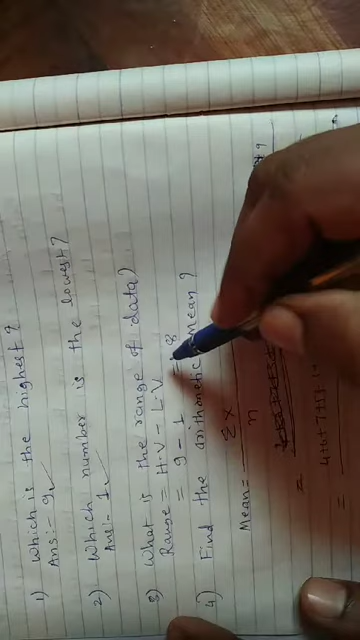 1) Which is the highest?
Ans:- 9
2) Which number is the lowest?
Ans:- 1
3) What is the range of data)
Range = H.V - L.V
= 9 - 1 = 8
4) Find the arithmetic mean?
Mean = Σx
n
=
=